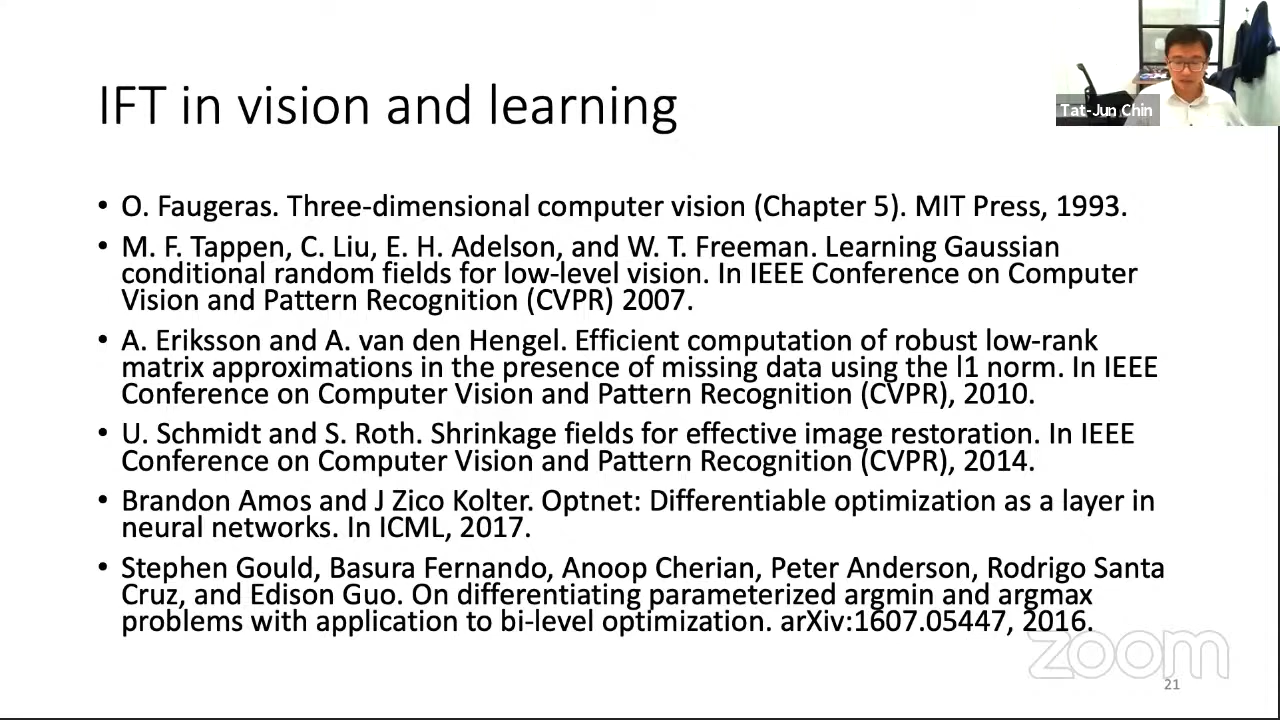 IFT in vision and learning
Tat-Jun Chin
• O. Faugeras. Three-dimensional computer vision (Chapter 5). MIT Press, 1993.
• M. F. Tappen, C. Liu, E. H. Adelson, and W. T. Freeman. Learning Gaussian
conditional random fields for low-level vision. In IEEE Conference on Computer
Vision and Pattern Recognition (CVPR) 2007.
• A. Eriksson and A. van den Hengel. Efficient computation of robust low-rank
matrix approximations in the presence of missing data using the l1 norm. In IEEE
Conference on Computer Vision and Pattern Recognition (CVPR), 2010.
• U. Schmidt and S. Roth. Shrinkage fields for effective image restoration. In IEEE
Conference on Computer Vision and Pattern Recognition (CVPR), 2014.
• Brandon Amos and J Zico Kolter. Optnet: Differentiable optimization as a layer in
neural networks. In ICML, 2017.
• Stephen Gould, Basura Fernando, Anoop Cherian, Peter Anderson, Rodrigo Santa
Cruz, and Edison Guo. On differentiating parameterized argmin and argmax
problems with application to bi-level optimization. arXiv:1607.05447, 2016.
zoom
21